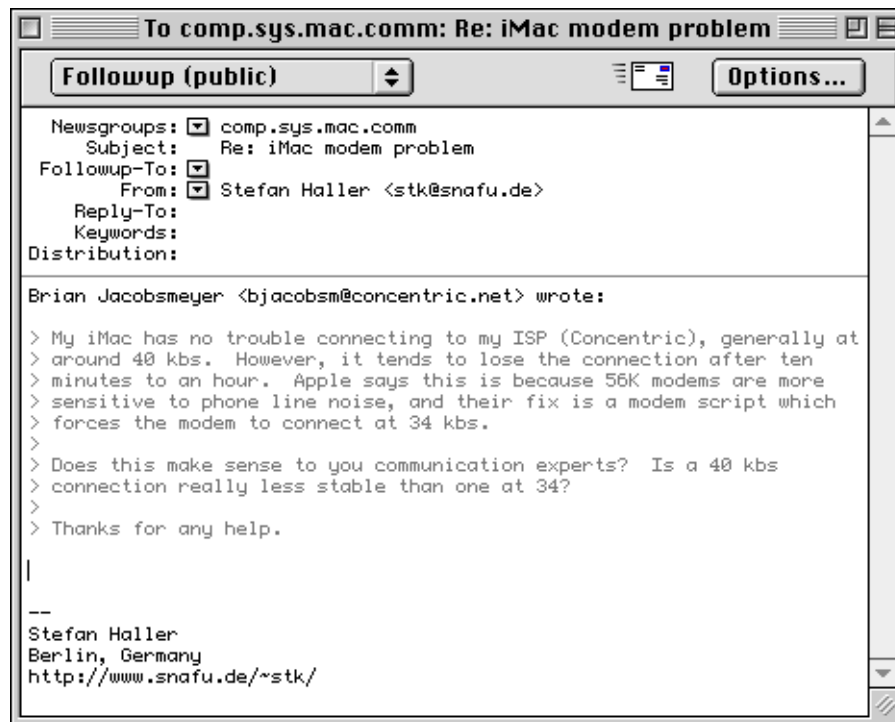 To comp.sys.mac.comm: Re: iMac modem problem
Followup (public)
Options...
Newsgroups: comp.sys.mac.comm
Subject: Re: iMac modem problem
Followup-To:
From: Stefan Haller <stk@snafu.de>
Reply-To:
Keywords:
Distribution:
Brian Jacobsmeyer <bjacobsm@concentric.net> wrote:
> My iMac has no trouble connecting to my ISP (Concentric), generally at
> around 40 kbs.  However, it tends to lose the connection after ten
> minutes to an hour.  Apple says this is because 56K modems are more
> sensitive to phone line noise, and their fix is a modem script which
> forces the modem to connect at 34 kbs.
>
> Does this make sense to you communication experts?  Is a 40 kbs
> connection really less stable than one at 34?
>
> Thanks for any help.
--
Stefan Haller
Berlin, Germany
http://www.snafu.de/~stk/